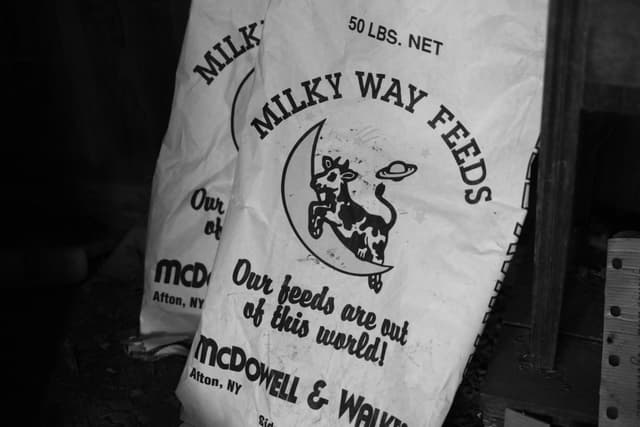 50 LBS. NET
MILKY WAY FEEDS
Our feeds are out
of this world!
McDOWELL &
Afton, NY
MILK
Our
of
McD
Afton, NY